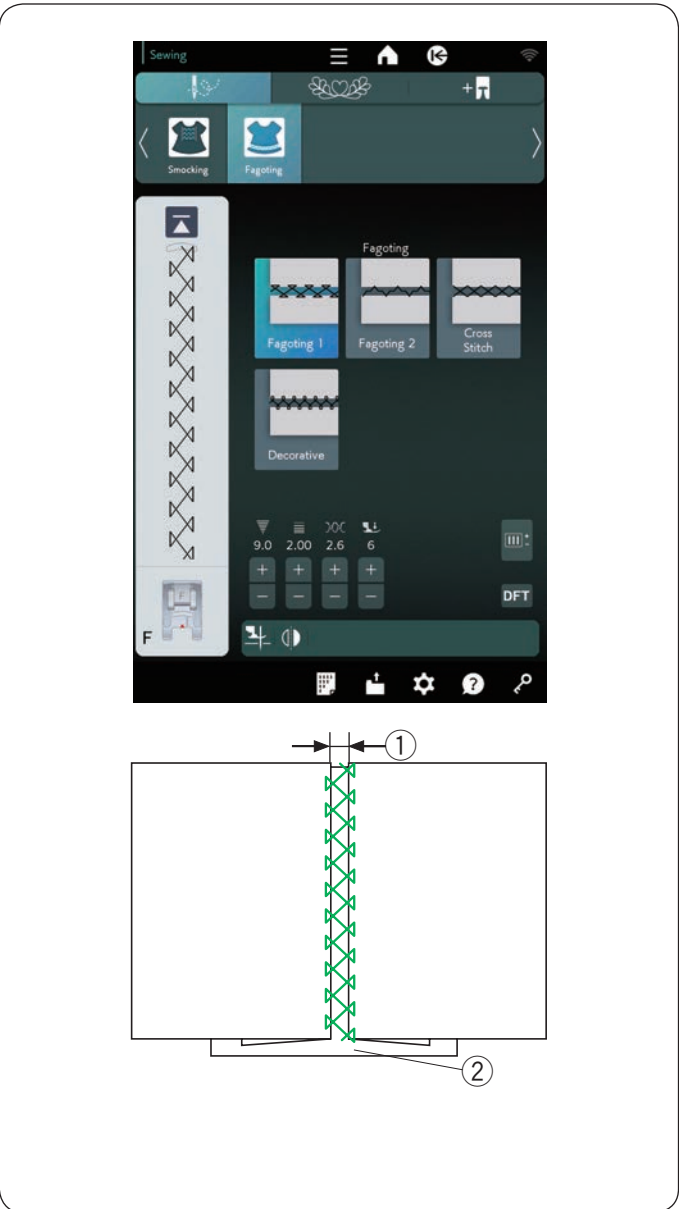 Sewing
+
Smocking
Fagoting
Fagoting
Fagoting 1
Fagoting 2
Cross
Stitch
Decorative
9.0 2.00 2.6 6
+ + + +
− − − −
DFT
F
F
?
1
2